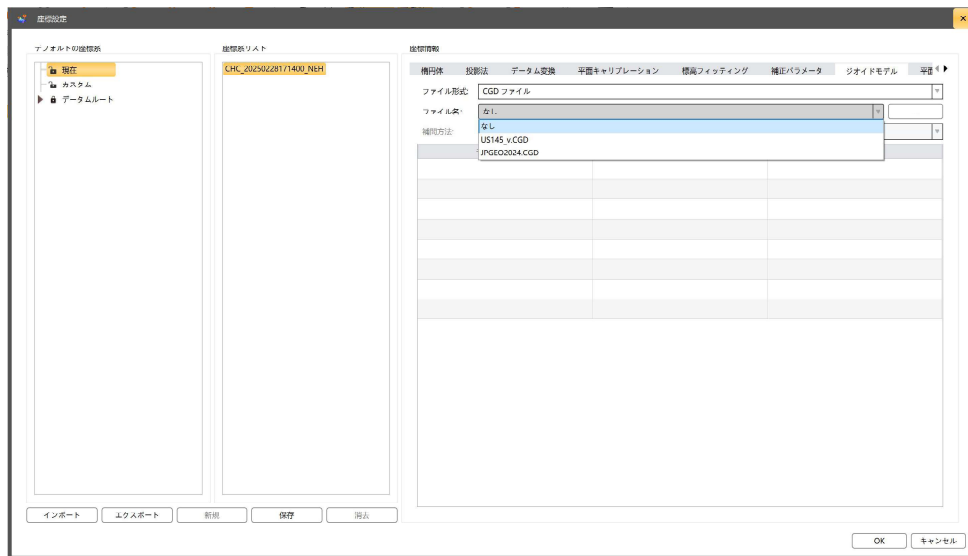 座標設定
デフォルトの座標系
座標系リスト
座標情報
現在
カスタム
データムルート
CHC_20250228171400_NEH
楕円体 投影法 データム変換 平面キャリブレーション 標高フィッティング 補正パラメータ ジオイドモデル 平面
ファイル形式: CGD ファイル
ファイル名: なし
補間方法:
なし
US145_v.CGD
JPGEO2024.CGD
インポート エクスポート 新規 保存 消去
OK キャンセル